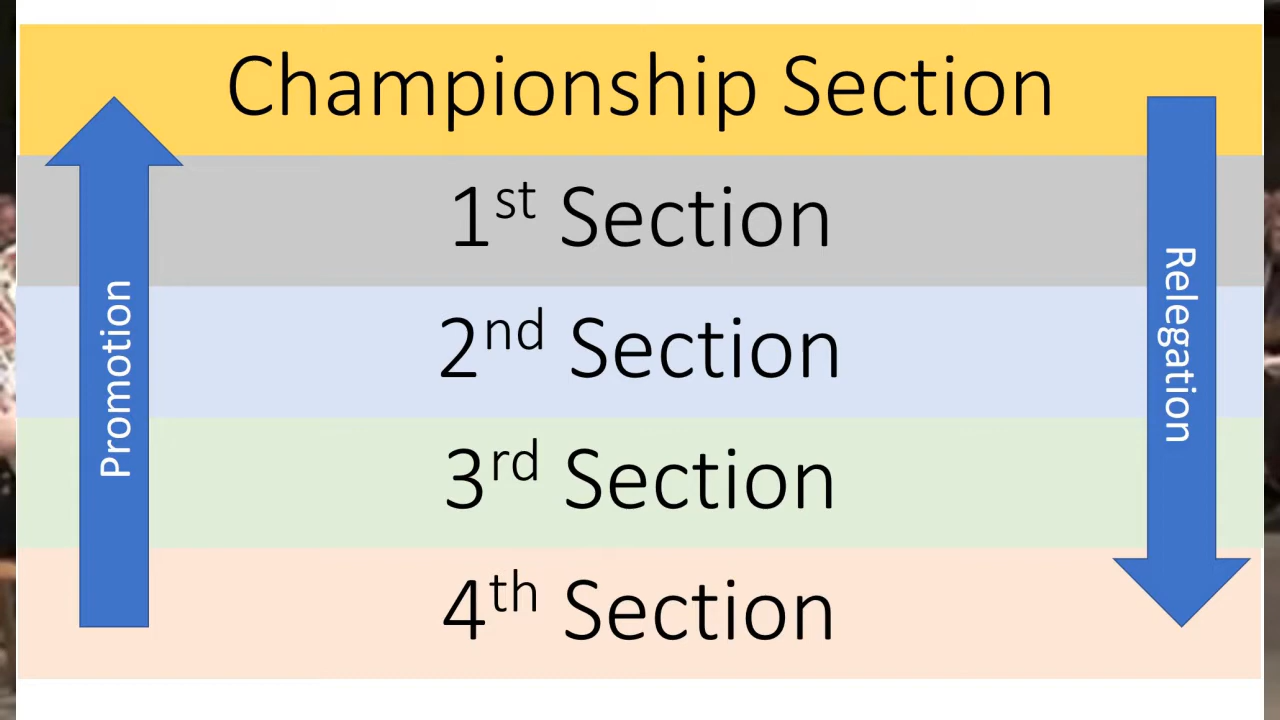 Championship Section
1st Section
2nd Section
3rd Section
4th Section
Promotion
Relegation